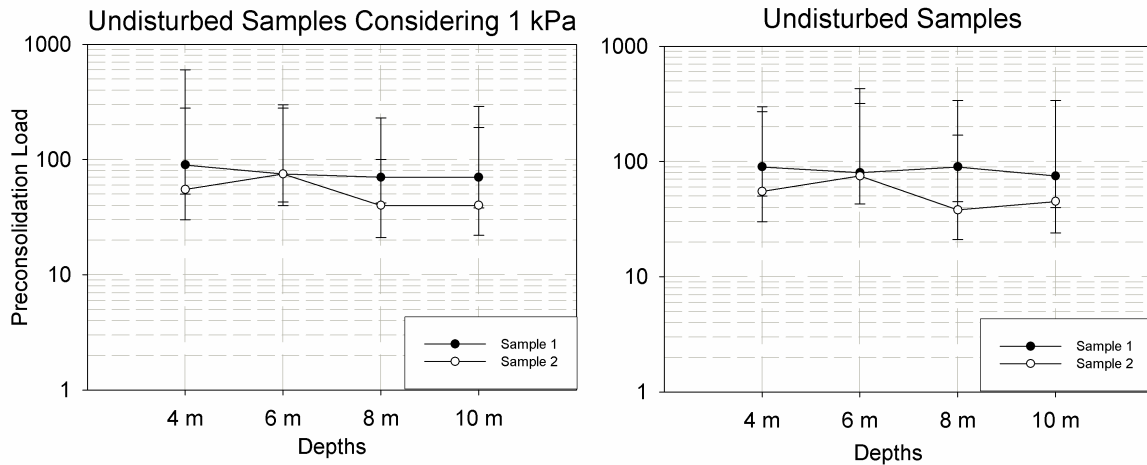 Undisturbed Samples Considering 1 kPa
1000
100
10
1
Preconsolidation Load
4 m 6 m 8 m 10 m
Depths
Sample 1
Sample 2
Undisturbed Samples
1000
100
10
1
4 m 6 m 8 m 10 m
Depths
Sample 1
Sample 2